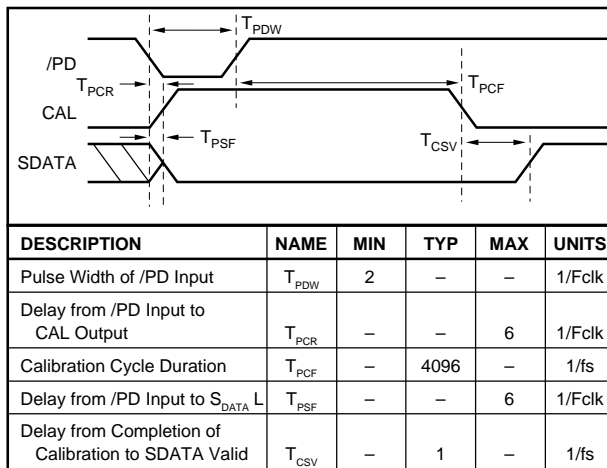 T_PDW
/PD
T_PCR
T_PCF
CAL
T_PSF
T_CSV
SDATA
DESCRIPTION NAME MIN TYP MAX UNITS
Pulse Width of /PD Input T_PDW 2 – – 1/Fclk
Delay from /PD Input to
CAL Output T_PCR – – 6 1/Fclk
Calibration Cycle Duration T_PCF – 4096 – 1/fs
Delay from /PD Input to S_DATA L T_PSF – – 6 1/Fclk
Delay from Completion of
Calibration to SDATA Valid T_CSV – 1 – 1/fs